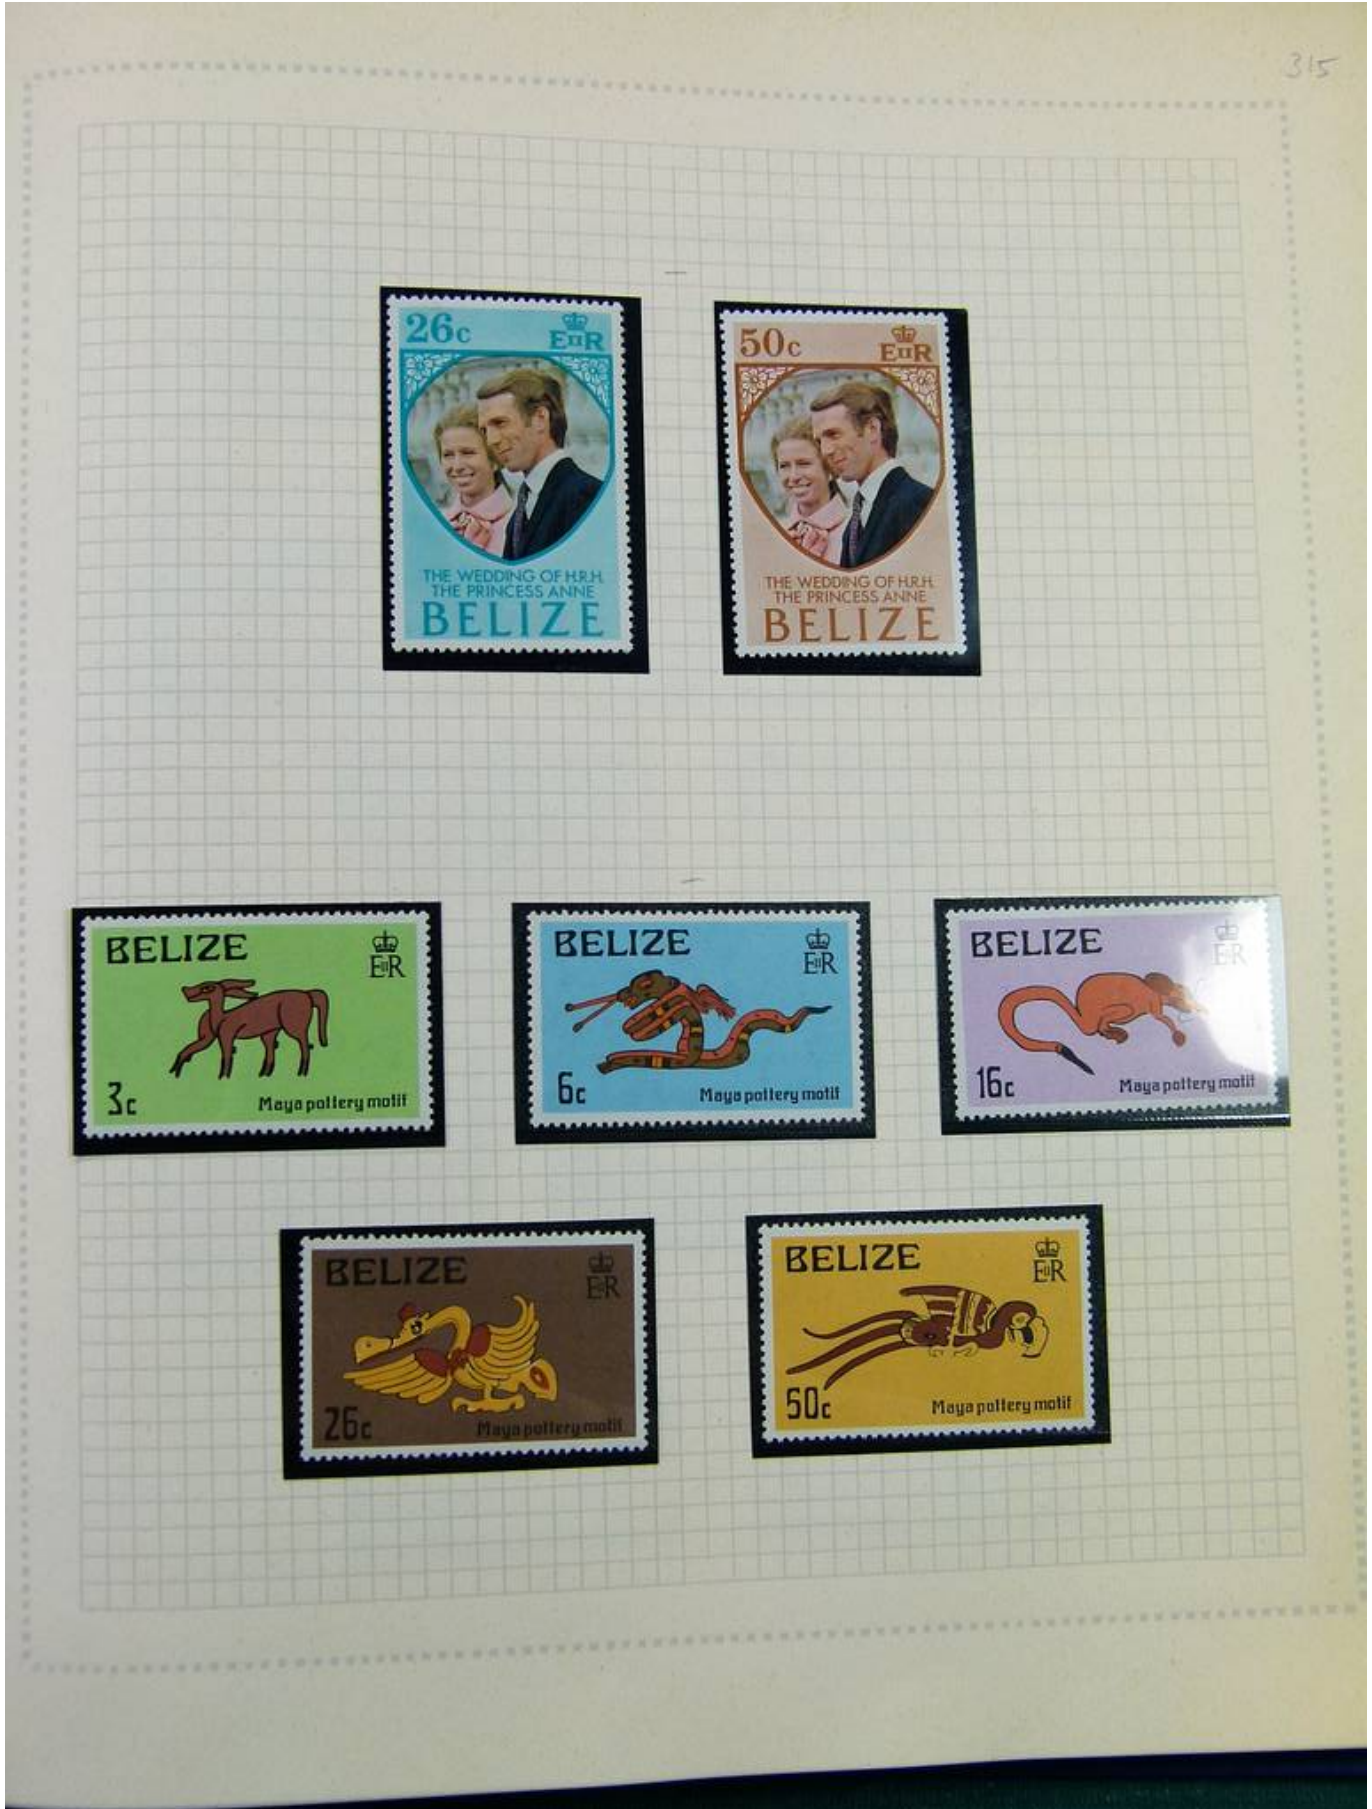 315
26c
EIIR
THE WEDDING OF H.R.H.
THE PRINCESS ANNE
BELIZE
50c
EIIR
THE WEDDING OF H.R.H.
THE PRINCESS ANNE
BELIZE
BELIZE
EIIR
3c
Maya pottery motif
BELIZE
EIIR
6c
Maya pottery motif
BELIZE
EIIR
16c
Maya pottery motif
BELIZE
EIIR
26c
Maya pottery motif
BELIZE
EIIR
50c
Maya pottery motif